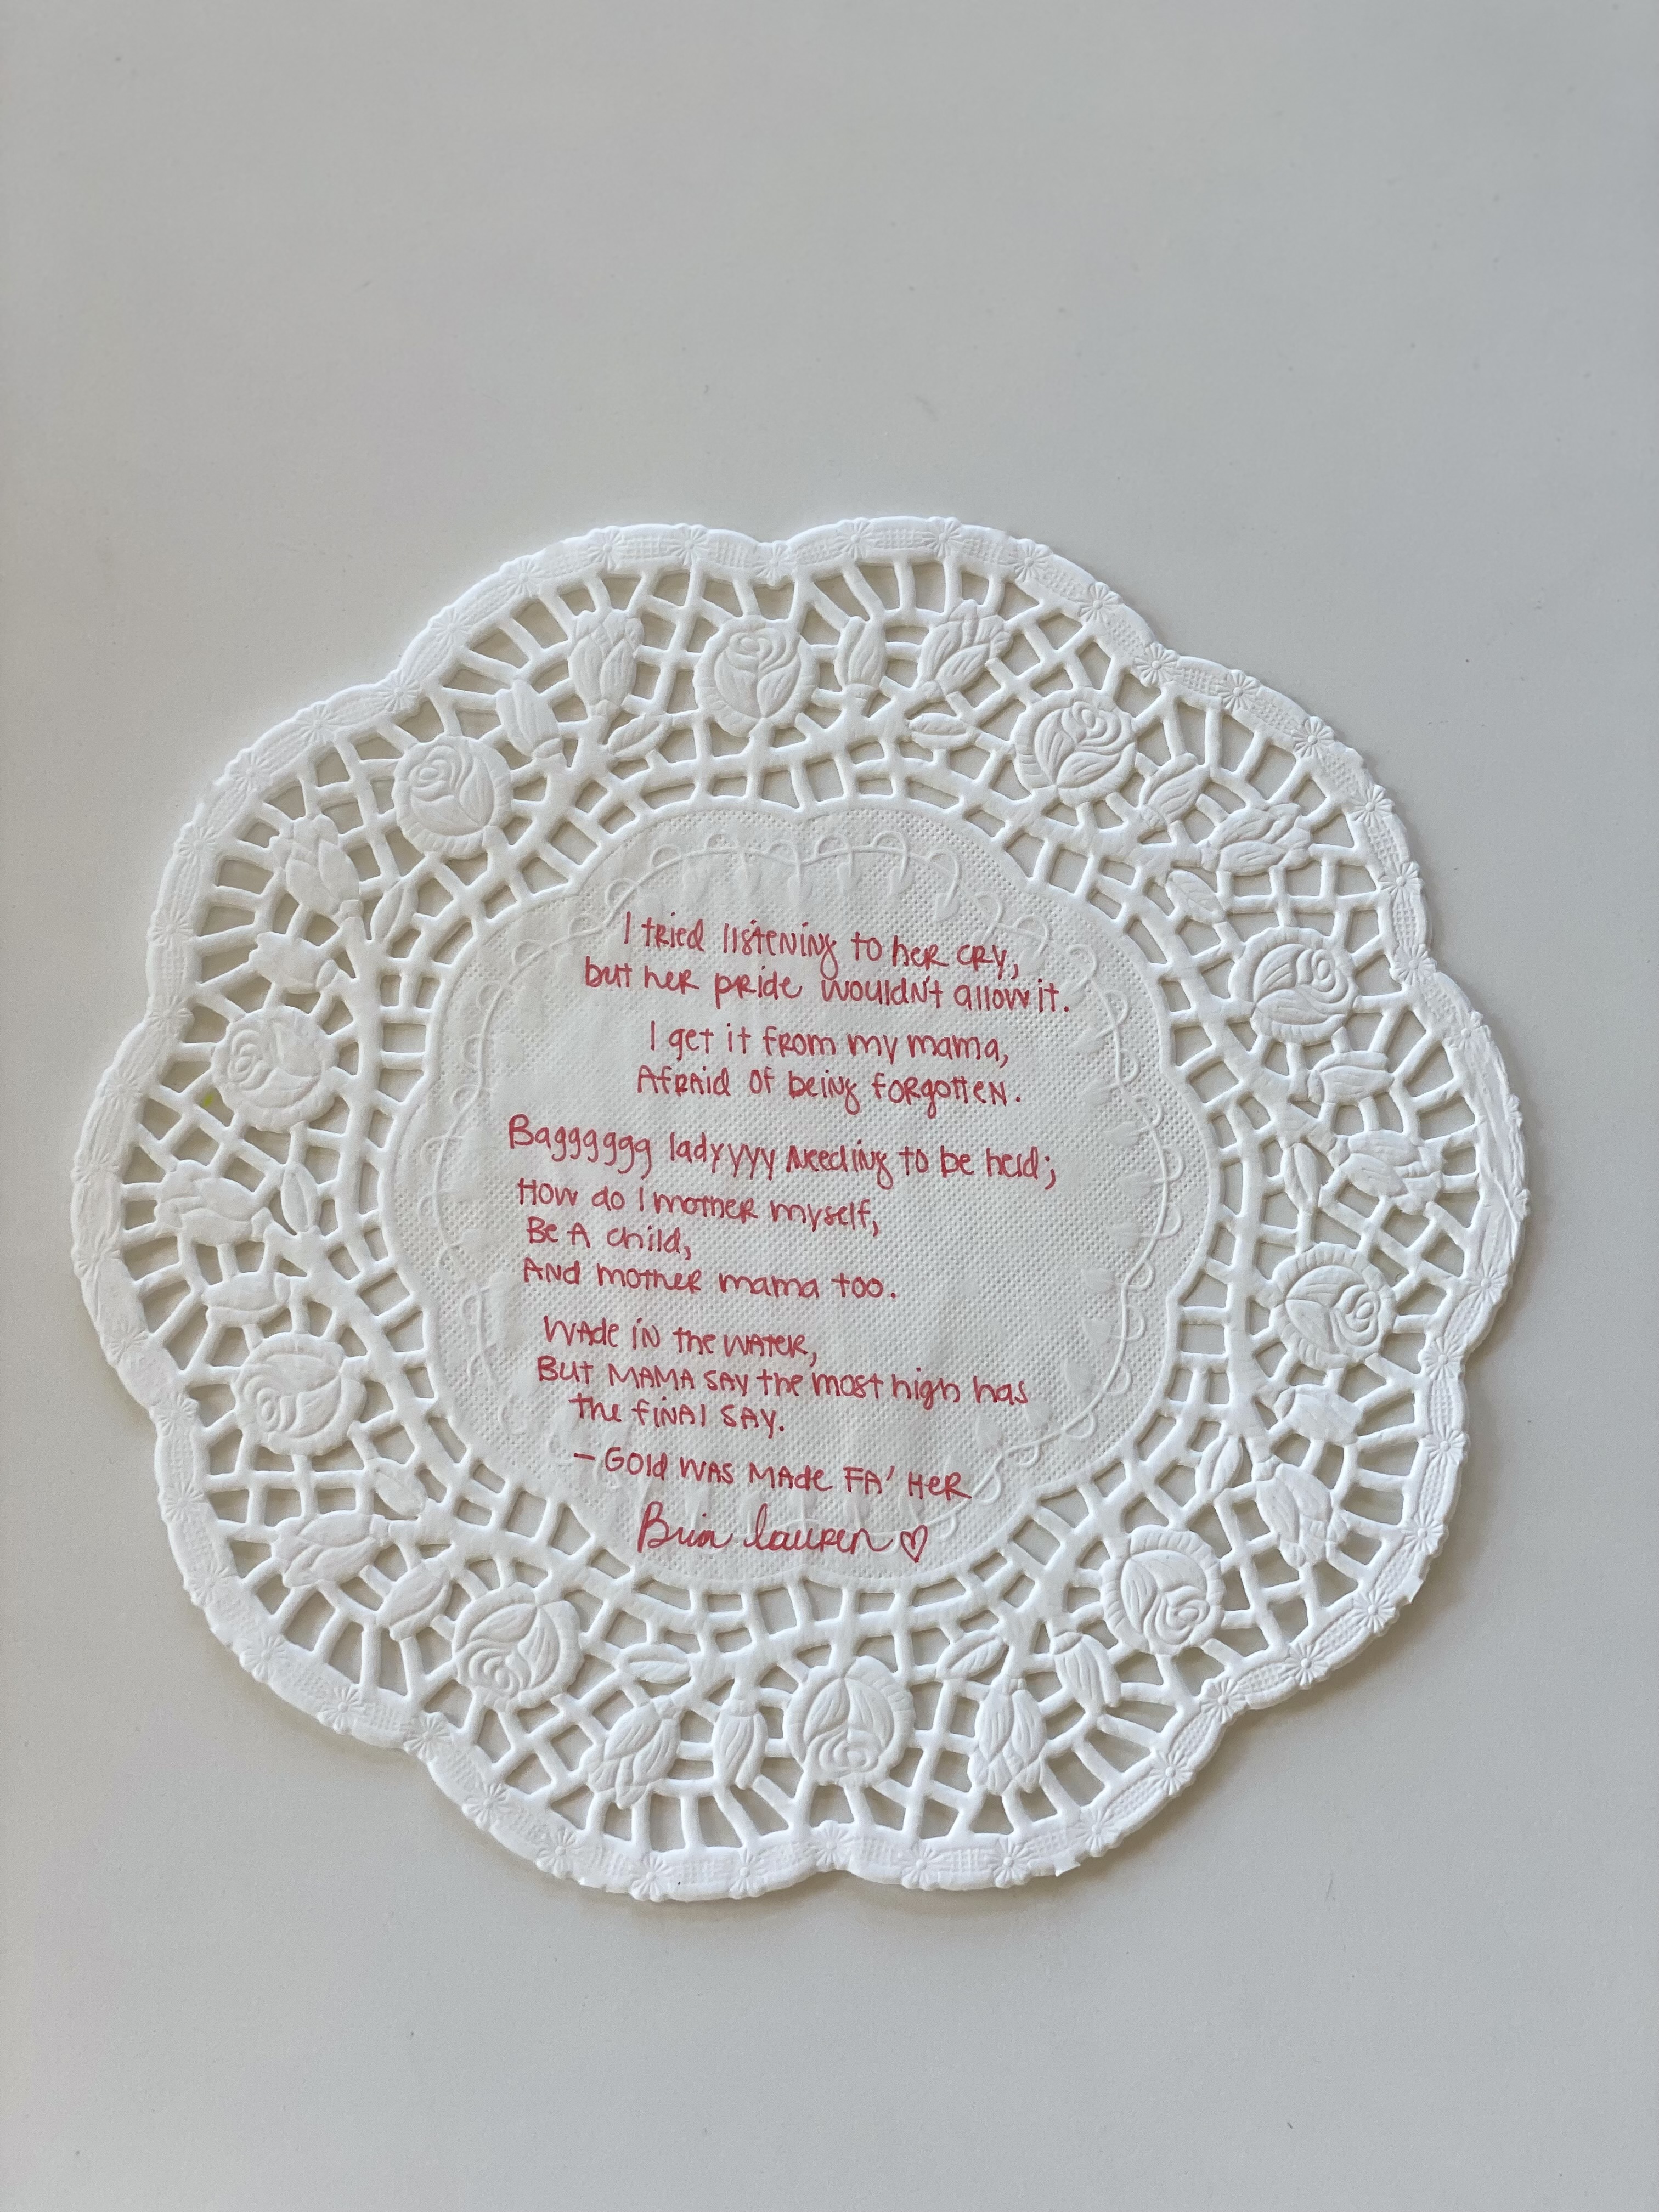 I tried listening to her cry,
but her pride wouldn't allow it.
I get it from my mama,
Afraid of being forgotten.
Bagggggg ladyyyy needing to be held;
How do I mother myself,
Be A child,
And mother mama too.
Wade in the water,
But MAMA SAY the most high has
the final SAY.
– Gold WAS MAde FA' HeR
Bria lauren ♡